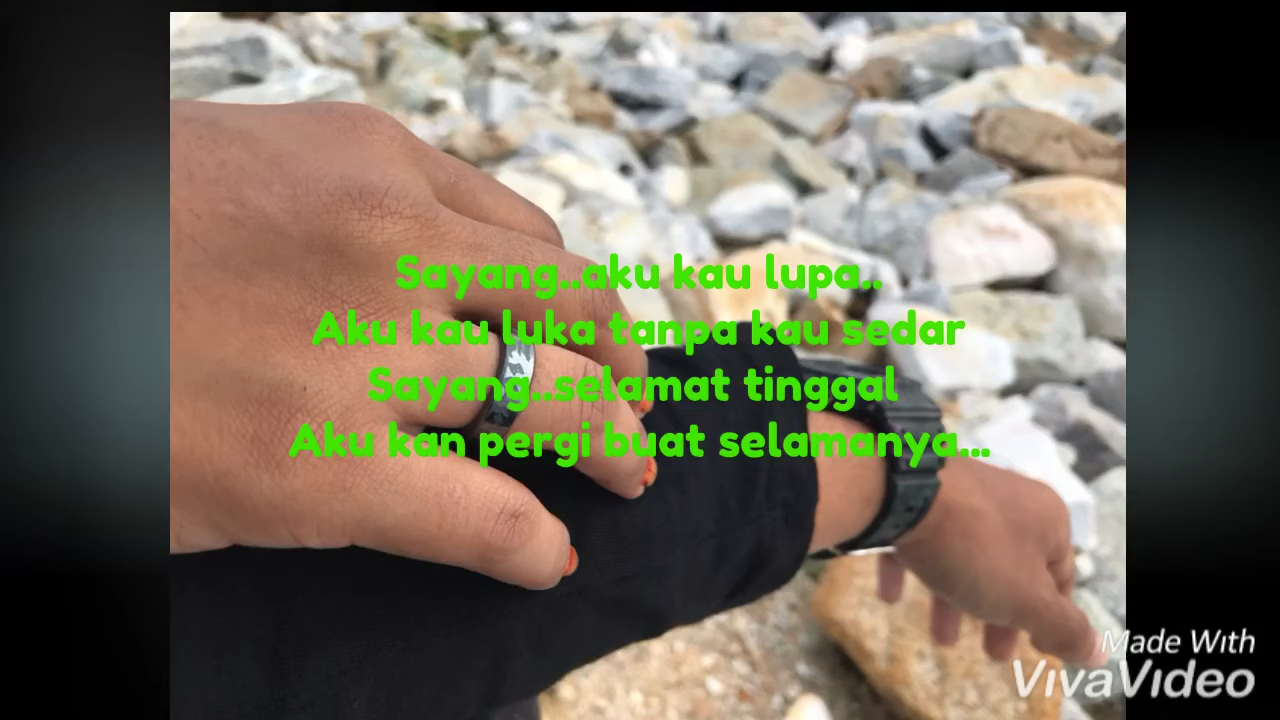 Sayang..aku kau lupa..
Aku kau luka tanpa kau sedar
Sayang..selamat tinggal
Aku kan pergi buat selamanya...
Made With
VivaVideo